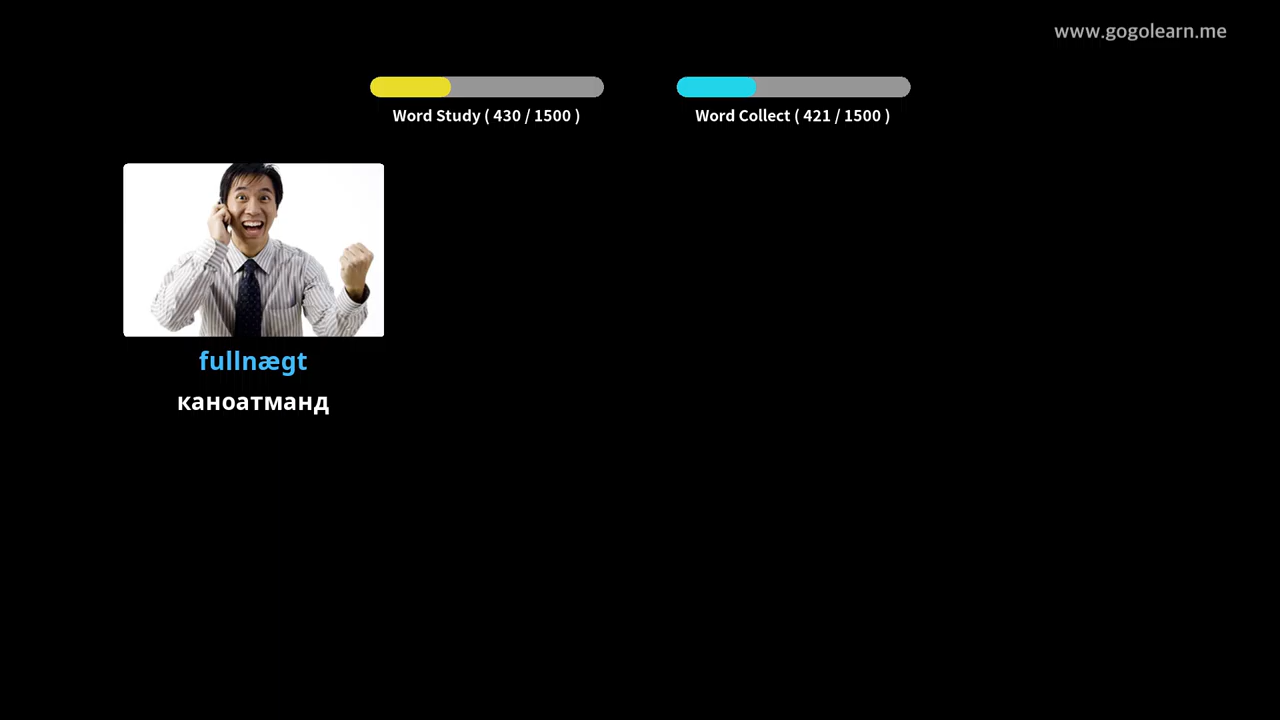 www.gogolearn.me
Word Study ( 430 / 1500 )
Word Collect ( 421 / 1500 )
fullnægt
каноатманд